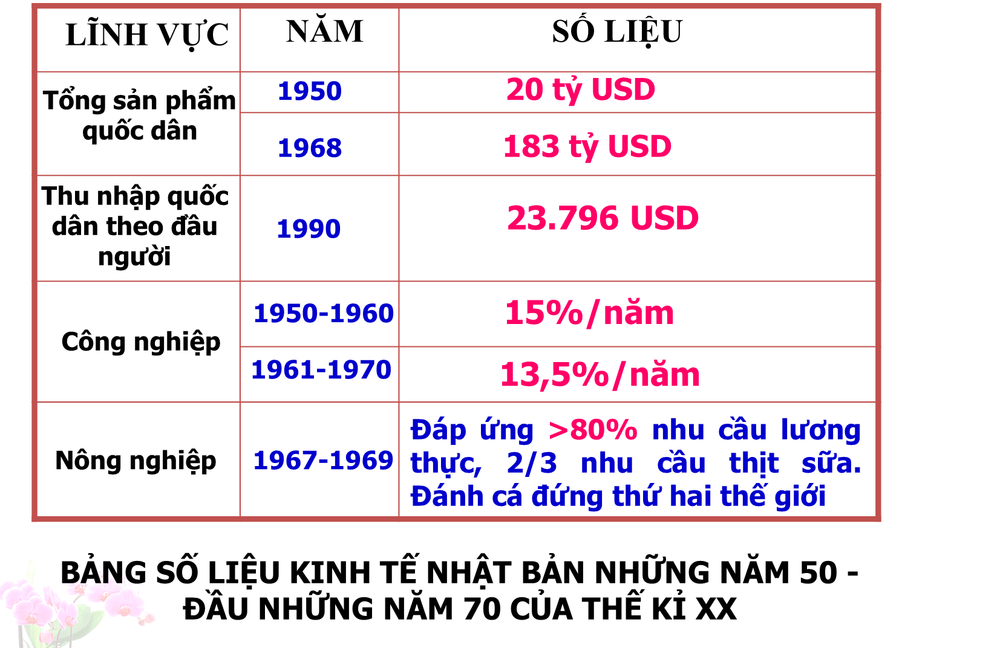 LĨNH VỰC NĂM SỐ LIỆU
Tổng sản phẩm
quốc dân
1950 20 tỷ USD
1968 183 tỷ USD
Thu nhập quốc
dân theo đầu
người
1990 23.796 USD
Công nghiệp
1950-1960 15%/năm
1961-1970 13,5%/năm
Nông nghiệp 1967-1969
Đáp ứng >80% nhu cầu lương
thực, 2/3 nhu cầu thịt sữa.
Đánh cá đứng thứ hai thế giới
BẢNG SỐ LIỆU KINH TẾ NHẬT BẢN NHỮNG NĂM 50 -
ĐẦU NHỮNG NĂM 70 CỦA THẾ KỈ XX